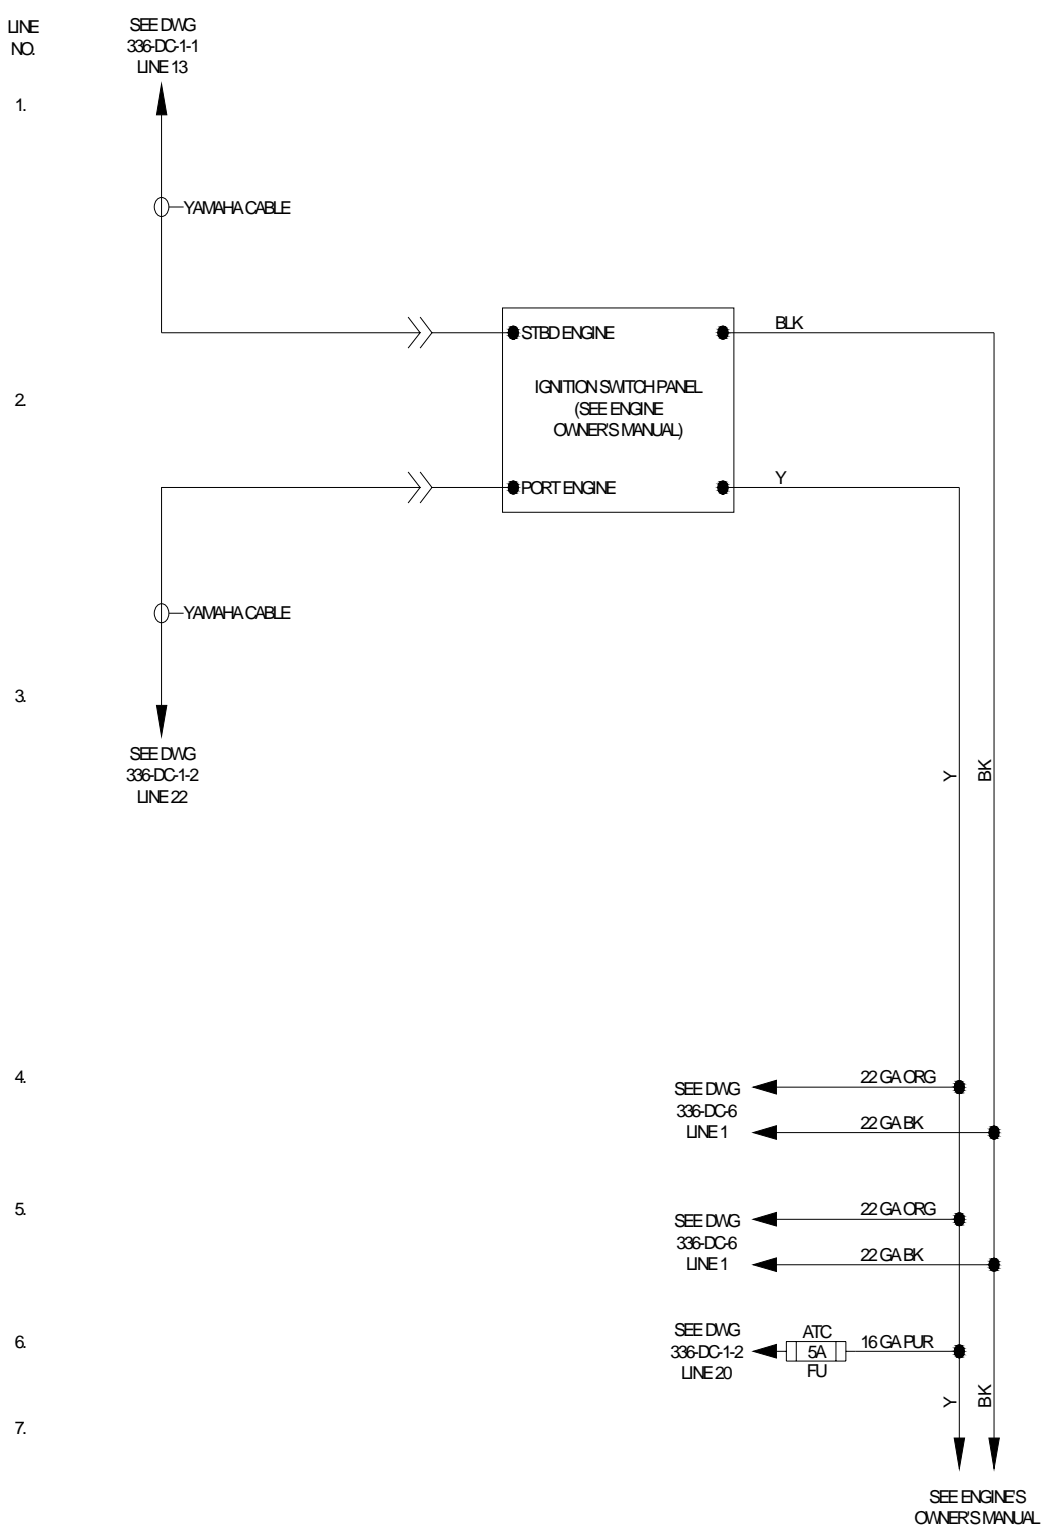 LINE
NO.
SEE DWG
336-DC-1-1
LINE 13
1.
YAMAHA CABLE
STBD ENGINE
BLK
2.
IGNITION SWITCH PANEL
(SEE ENGINE
OWNER'S MANUAL)
PORT ENGINE
Y
YAMAHA CABLE
3.
SEE DWG
336-DC-1-2
LINE 22
Y
BK
4.
SEE DWG
336-DC-6
LINE 1
22 GA ORG
22 GA BK
5.
SEE DWG
336-DC-6
LINE 1
22 GA ORG
22 GA BK
6.
SEE DWG
336-DC-1-2
LINE 20
ATC
5A
FU
16 GA PUR
Y
BK
7.
SEE ENGINE'S
OWNER'S MANUAL